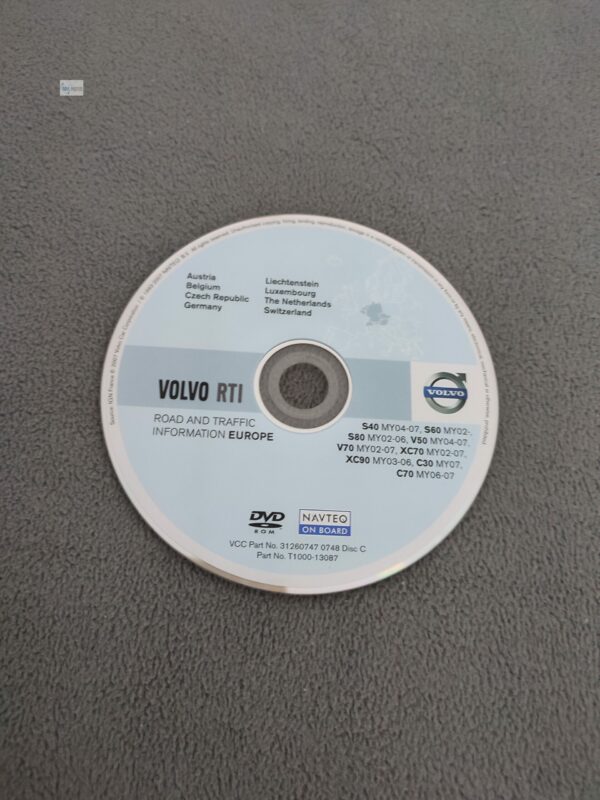 Austria
Belgium
Czech Republic
Germany
Liechtenstein
Luxembourg
The Netherlands
Switzerland
VOLVO RTI
VOLVO
ROAD AND TRAFFIC
INFORMATION EUROPE
S40 MY04-07, S60 MY02-,
S80 MY02-06, V50 MY04-07,
V70 MY02-07, XC70 MY02-07,
XC90 MY03-06, C30 MY07,
C70 MY06-07
DVD
ROM
NAVTEQ
ON BOARD
VCC Part No. 31260747 0748 Disc C
Part No. T1000-13087